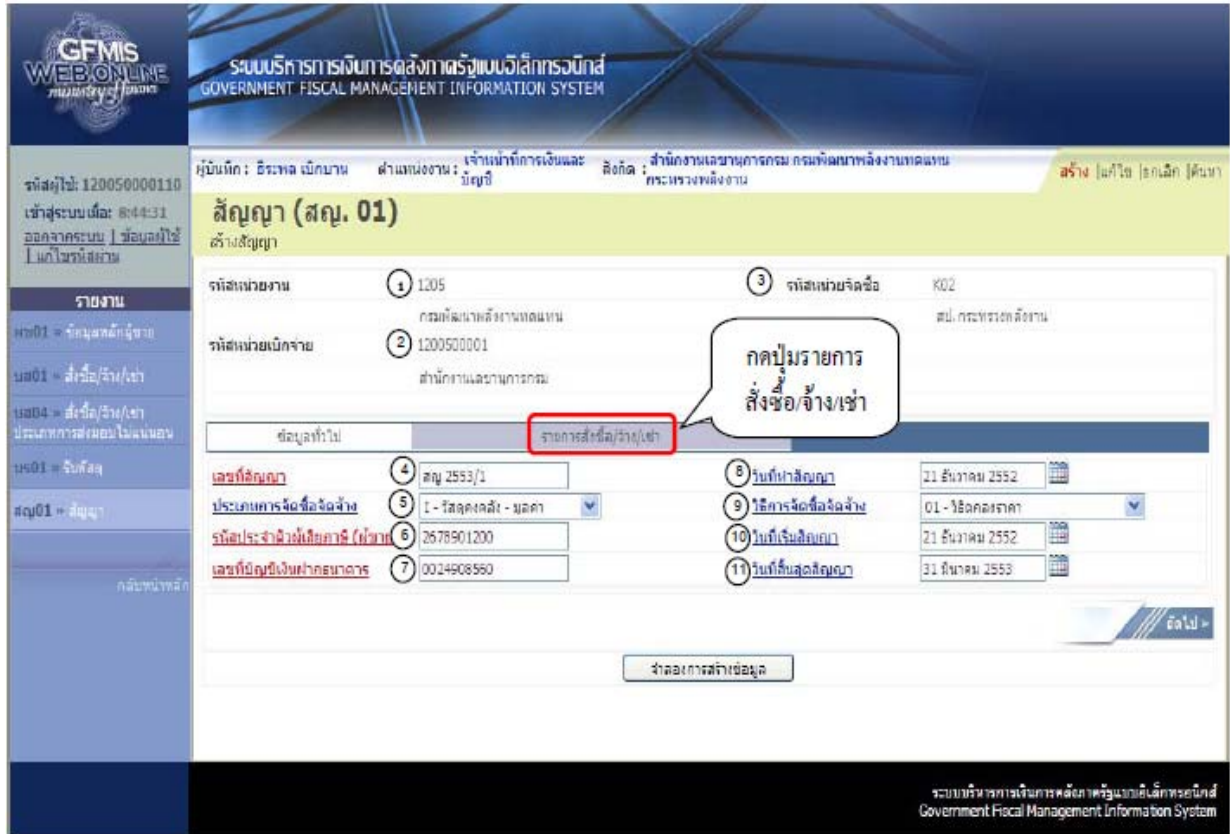 GFMIS
WEB ONLINE
ระบบบริหารการเงินการคลังภาครัฐแบบอิเล็กทรอนิกส์
GOVERNMENT FISCAL MANAGEMENT INFORMATION SYSTEM
ผู้บันทึก : ธีระพล เบิกบาน ตำแหน่งงาน : เจ้าหน้าที่การเงินและบัญชี สังกัด : สำนักงานเลขานุการกรม กรมพัฒนาพลังงานทดแทน กระทรวงพลังงาน
สร้าง |แก้ไข |ยกเลิก |ค้นหา
รหัสผู้ใช้: 120050000110
เข้าสู่ระบบเมื่อ: 8:44:31
ออกจากระบบ | ข้อมูลผู้ใช้
| แก้ไขรหัสผ่าน
สัญญา (สญ. 01)
สร้างสัญญา
รายงาน
ผข01 » ข้อมูลหลักผู้ขาย
บส01 » สั่งซื้อ/จ้าง/เช่า
บส04 » สั่งซื้อ/จ้าง/เช่า
ประเภทการส่งมอบไม่แน่นอน
บร01 » รับพัสดุ
สญ01 » สัญญา
กลับหน้าหลัก
รหัสหน่วยงาน 1 1205 3 รหัสหน่วยจัดซื้อ K02
กรมพัฒนาพลังงานทดแทน สป.กระทรวงพลังงาน
รหัสหน่วยเบิกจ่าย 2 1200500001
สำนักงานเลขานุการกรม
กดปุ่มรายการ
สั่งซื้อ/จ้าง/เช่า
ข้อมูลทั่วไป รายการสั่งซื้อ/จ้าง/เช่า
เลขที่สัญญา 4 สญ 2553/1 8 วันที่ทำสัญญา 21 ธันวาคม 2552
ประเภทการจัดซื้อจัดจ้าง 5 I - วัสดุคงคลัง - มูลค่า 9 วิธีการจัดซื้อจัดจ้าง 01 - วิธีตกลงราคา
รหัสประจำตัวผู้เสียภาษี (ผู้ขาย 6 2678901200 10 วันที่เริ่มสัญญา 21 ธันวาคม 2552
เลขที่บัญชีเงินฝากธนาคาร 7 0024908560 11 วันที่สิ้นสุดสัญญา 31 มีนาคม 2553
ถัดไป »
จำลองการสร้างข้อมูล
ระบบบริหารการเงินการคลังภาครัฐแบบอิเล็กทรอนิกส์
Government Fiscal Management Information System